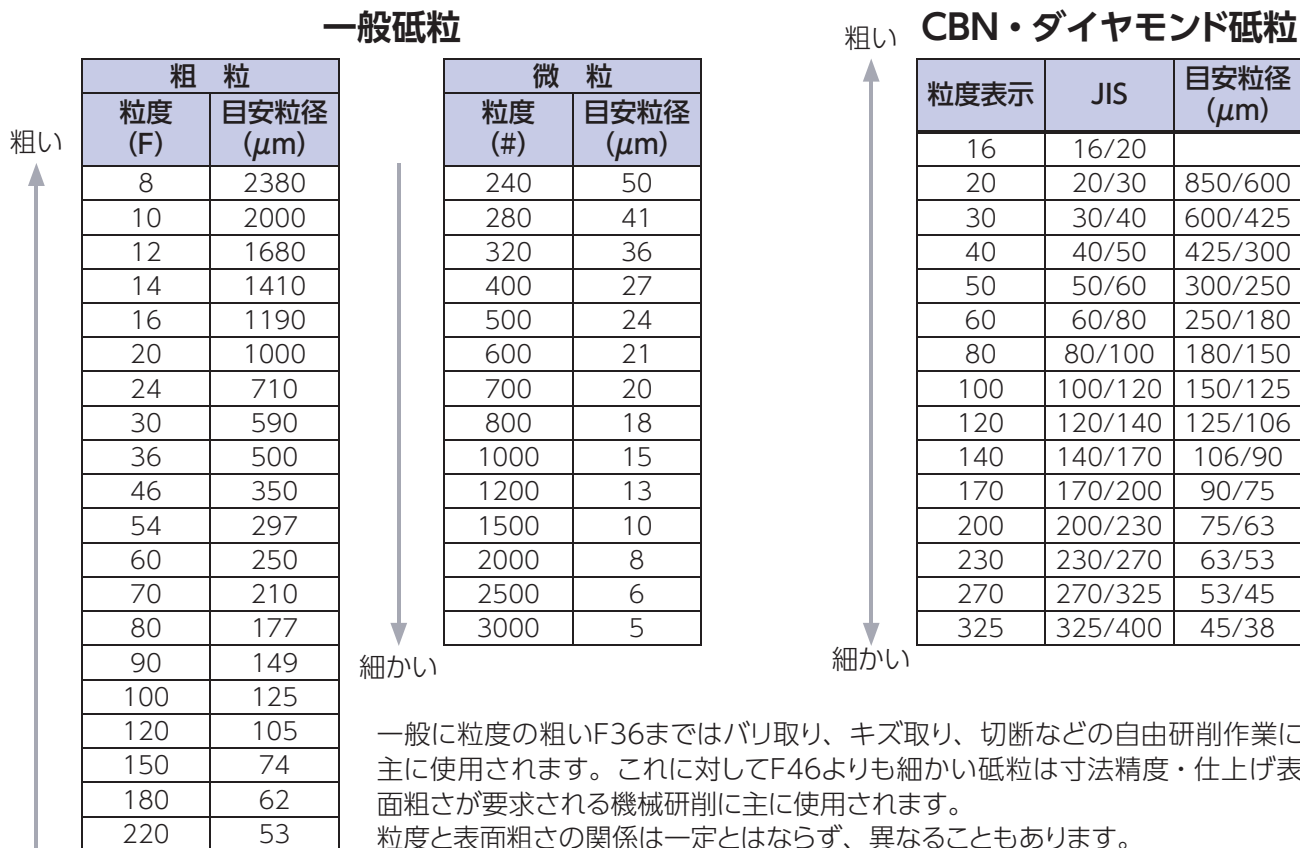 一般砥粒
粗い
粗 粒
粒度 (F) 目安粒径 (μm)
8 2380
10 2000
12 1680
14 1410
16 1190
20 1000
24 710
30 590
36 500
46 350
54 297
60 250
70 210
80 177
90 149
100 125
120 105
150 74
180 62
220 53
微 粒
粒度 (#) 目安粒径 (μm)
240 50
280 41
320 36
400 27
500 24
600 21
700 20
800 18
1000 15
1200 13
1500 10
2000 8
2500 6
3000 5
細かい
粗い
CBN・ダイヤモンド砥粒
粒度表示 JIS 目安粒径 (μm)
16 16/20
20 20/30 850/600
30 30/40 600/425
40 40/50 425/300
50 50/60 300/250
60 60/80 250/180
80 80/100 180/150
100 100/120 150/125
120 120/140 125/106
140 140/170 106/90
170 170/200 90/75
200 200/230 75/63
230 230/270 63/53
270 270/325 53/45
325 325/400 45/38
細かい
一般に粒度の粗いF36まではバリ取り、キズ取り、切断などの自由研削作業に
主に使用されます。これに対してF46よりも細かい砥粒は寸法精度・仕上げ表
面粗さが要求される機械研削に主に使用されます。
粒度と表面粗さの関係は一定とはならず、異なることもあります。